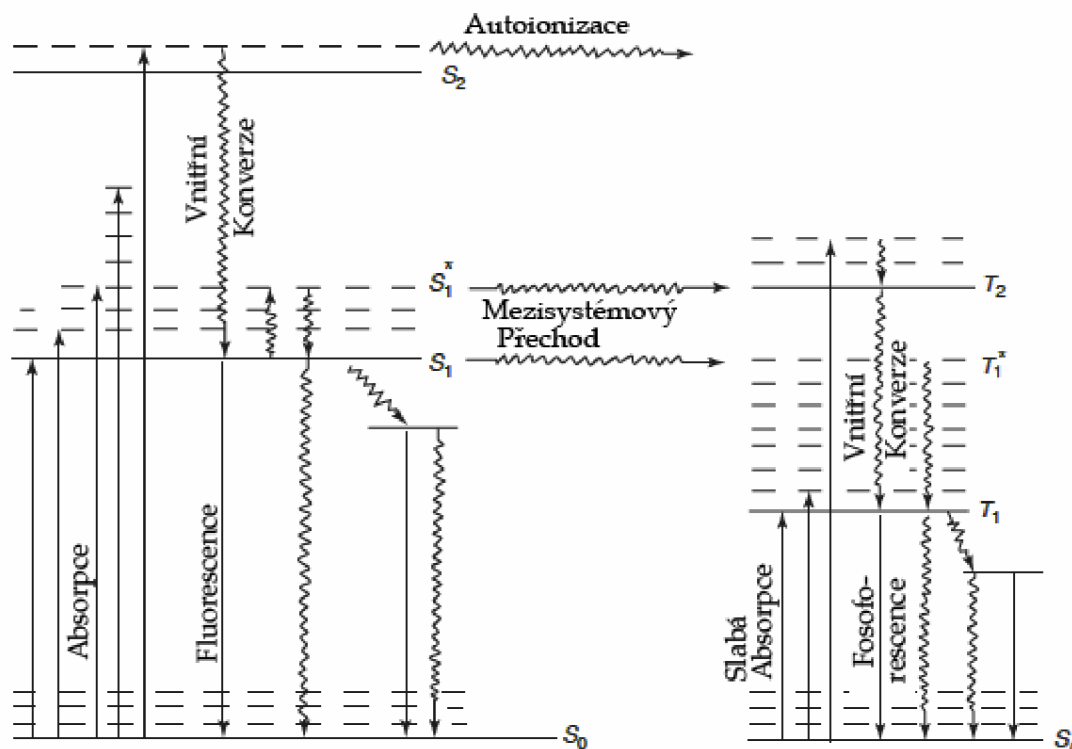 Autoionizace
S₂
Vnitřní
Konverze
S₁*
Mezisystémový
Přechod
S₁
T₂
T₁*
Vnitřní
Konverze
T₁
Absorpce
Fluorescence
Slabá
Absorpce
Fosofo-
rescence
S₀
S